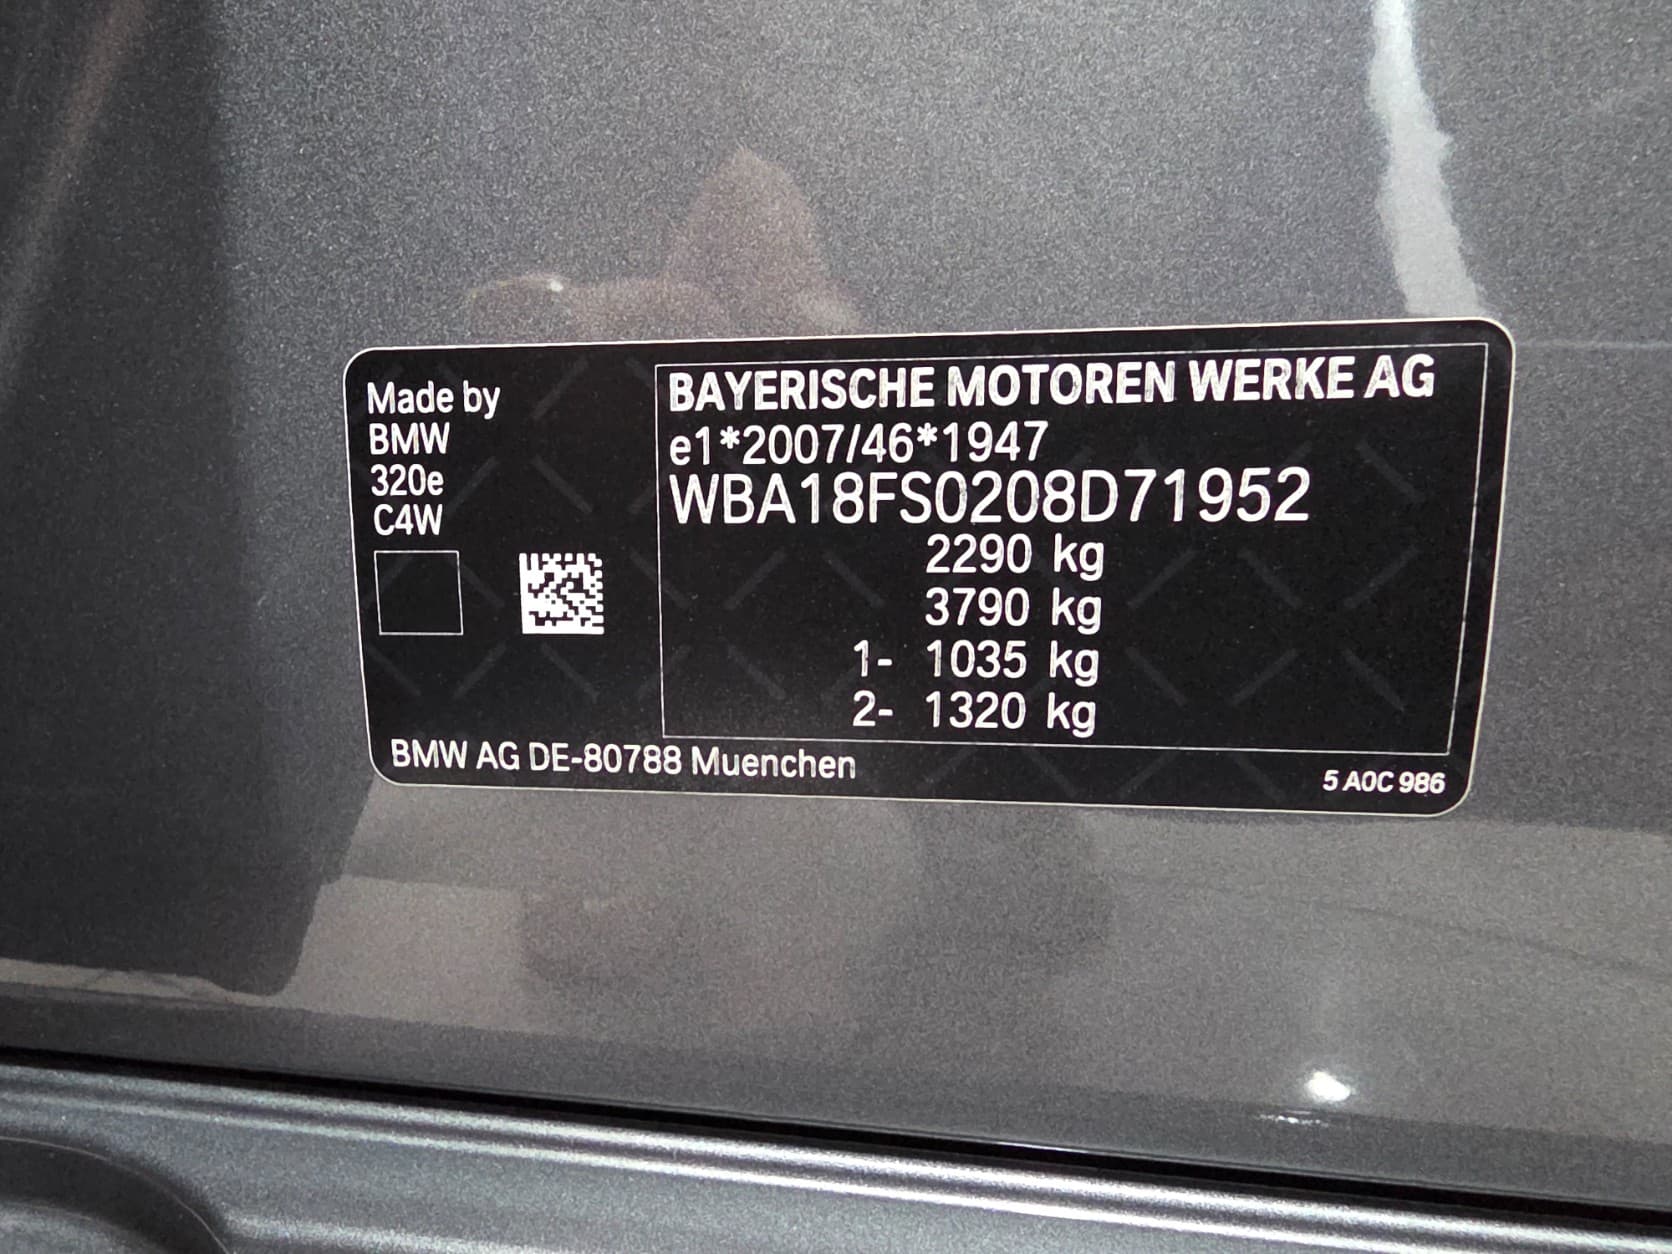 Made by
BMW
320e
C4W
BAYERISCHE MOTOREN WERKE AG
e1*2007/46*1947
WBA18FS0208D71952
2290 kg
3790 kg
1- 1035 kg
2- 1320 kg
BMW AG DE-80788 Muenchen
5 A0C 986